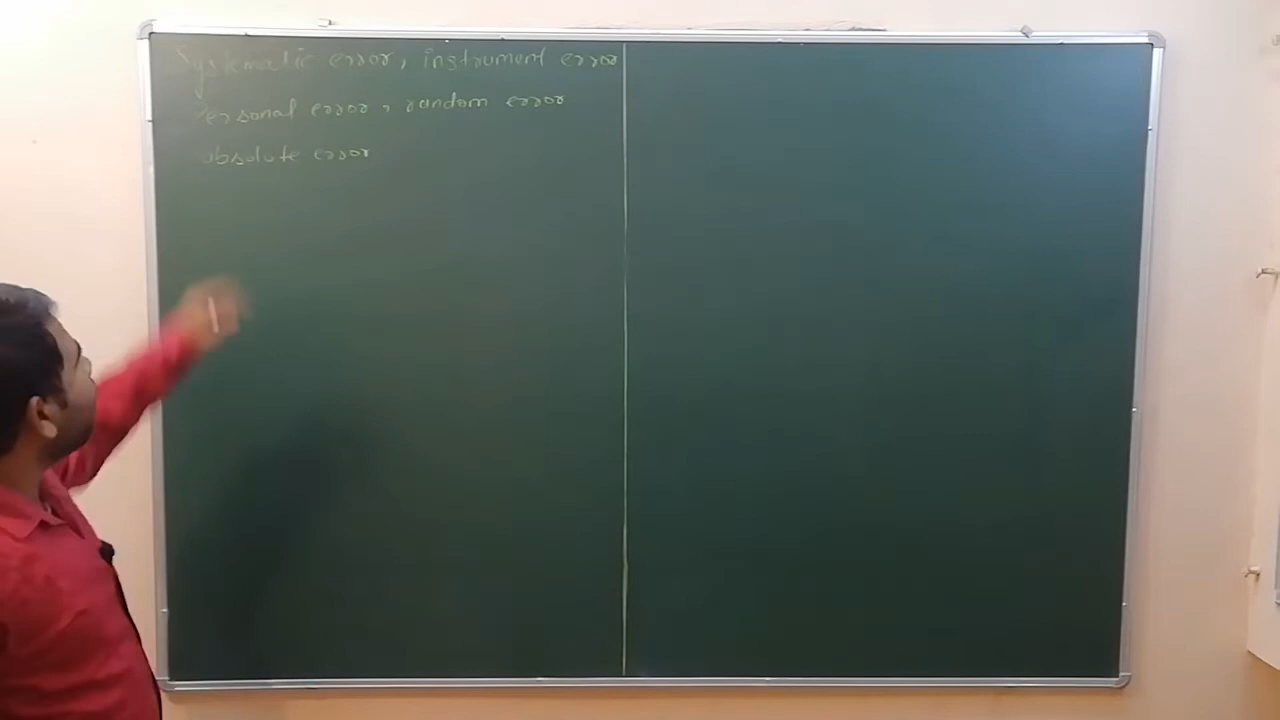 Systematic error, instrument error
Personal error, random error
absolute error